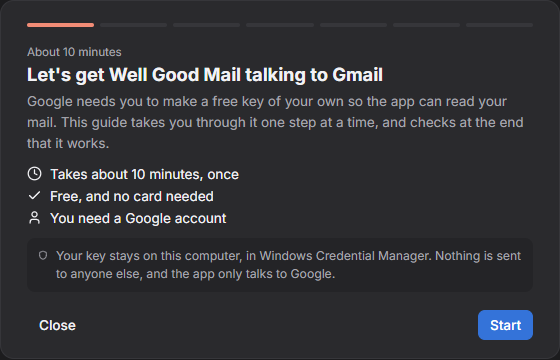 About 10 minutes
Let's get Well Good Mail talking to Gmail
Google needs you to make a free key of your own so the app can read your
mail. This guide takes you through it one step at a time, and checks at the end
that it works.
Takes about 10 minutes, once
Free, and no card needed
You need a Google account
Your key stays on this computer, in Windows Credential Manager. Nothing is sent
to anyone else, and the app only talks to Google.
Close
Start